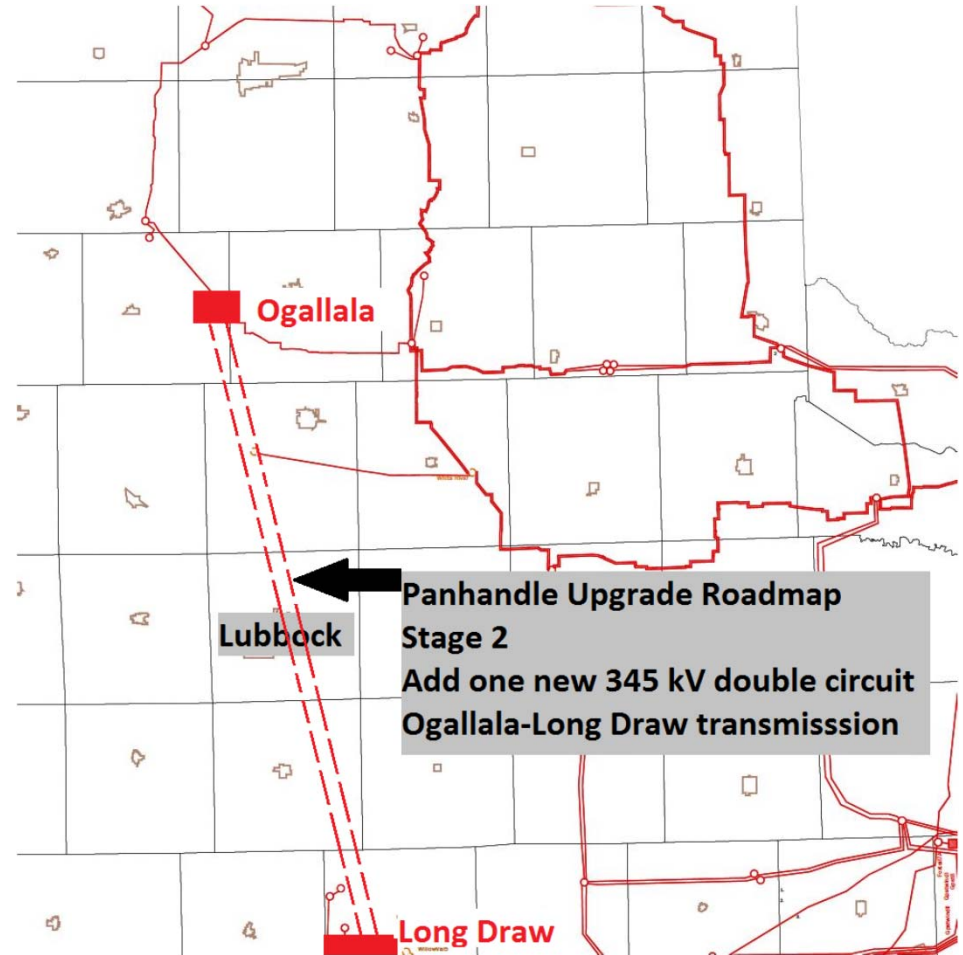 Ogallala
Lubbock
Panhandle Upgrade Roadmap
Stage 2
Add one new 345 kV double circuit
Ogallala-Long Draw transmisssion
Long Draw